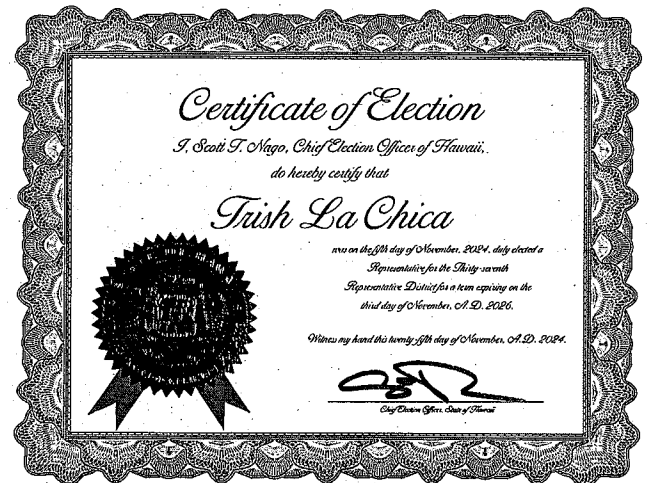 Certificate of Election
I, Scott T. Nago, Chief Election Officer of Hawaii,
do hereby certify that
Trish La Chica
was on the fifth day of November, 2024, duly elected a
Representative for the Thirty-seventh
Representative District for a term expiring on the
third day of November, A.D. 2026.
Witness my hand this twenty-fifth day of November, A.D. 2024.
Chief Election Officer, State of Hawaii